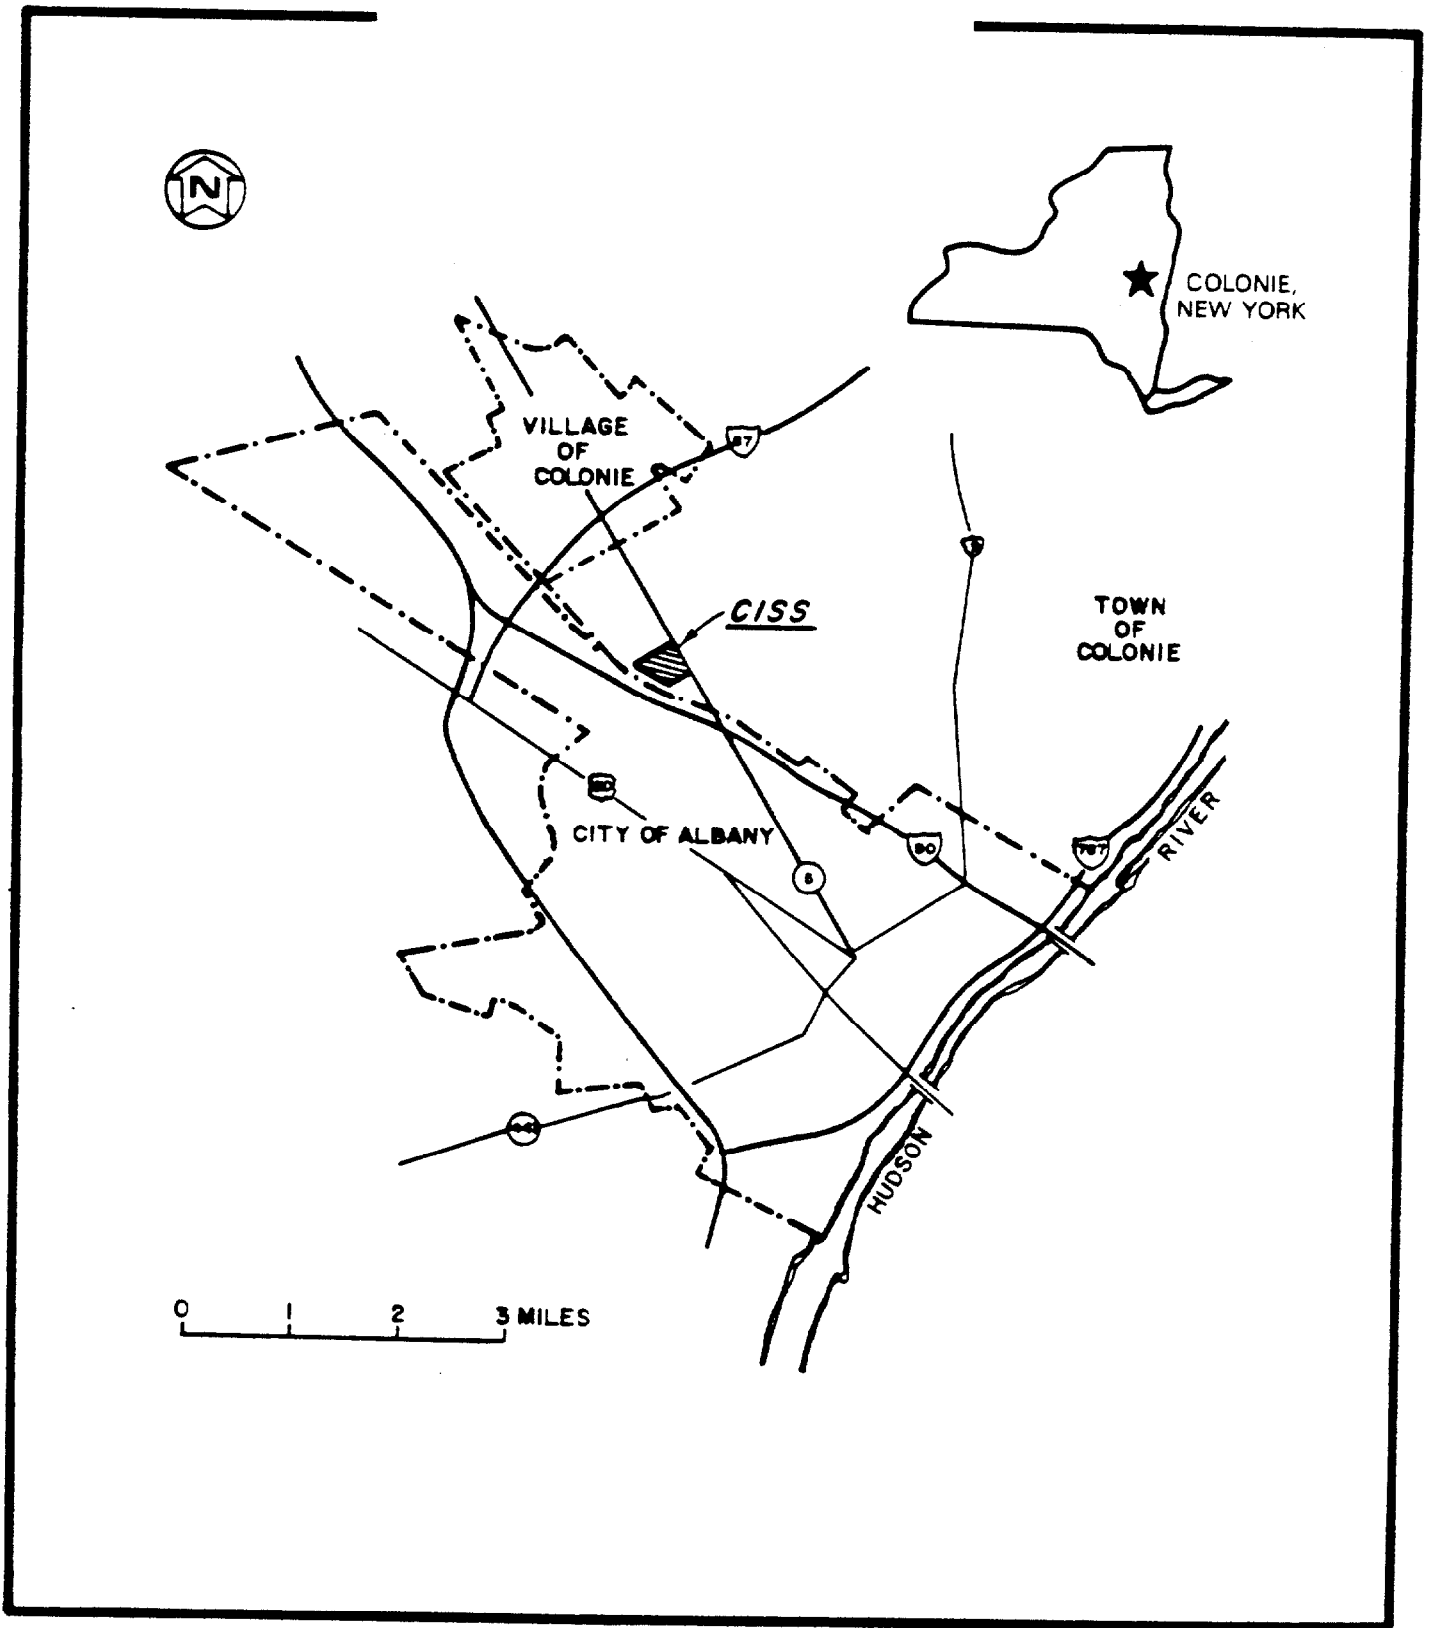 N
COLONIE,
NEW YORK
VILLAGE
OF
COLONIE
87
9
CISS
TOWN
OF
COLONIE
RIVER
CITY OF ALBANY
90
787
5
HUDSON
0 1 2 3 MILES